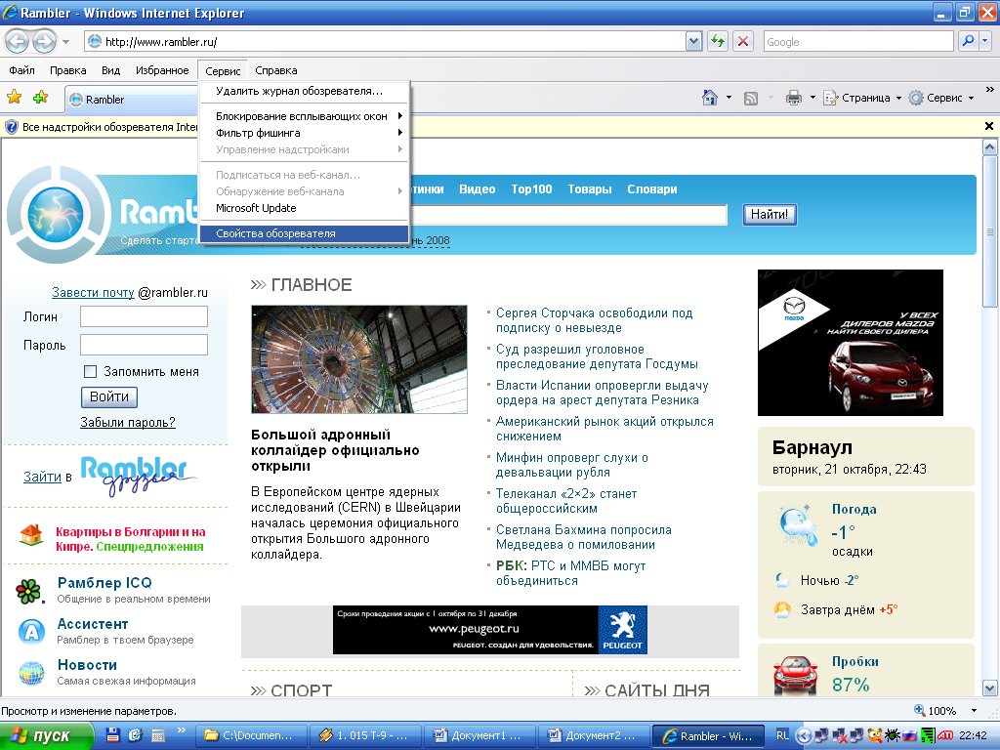 Rambler - Windows Internet Explorer
http://www.rambler.ru/
Google
Файл Правка Вид Избранное Сервис Справка
Rambler
Страница Сервис
Все надстройки обозревателя Inter
Удалить журнал обозревателя...
Блокирование всплывающих окон
Фильтр фишинга
Управление надстройками
Подписаться на веб-канал...
Обнаружение веб-канала
Microsoft Update
Свойства обозревателя
тинки Видео Top100 Товары Словари
Ramb
Найти!
Сделать старто
нь 2008
Завести почту @rambler.ru
Логин
Пароль
Запомнить меня
Войти
Забыли пароль?
Зайти в Rambler друзья
Квартиры в Болгарии и на
Кипре. Спецпредложения
Рамблер ICQ
Общение в реальном времени
Ассистент
Рамблер в твоем браузере
Новости
Самая свежая информация
ГЛАВНОЕ
Большой адронный
коллайдер официально
открыли
В Европейском центре ядерных
исследований (CERN) в Швейцарии
началась церемония официального
открытия Большого адронного
коллайдера.
Сергея Сторчака освободили под
подписку о невыезде
Суд разрешил уголовное
преследование депутата Госдумы
Власти Испании опровергли выдачу
ордера на арест депутата Резника
Американский рынок акций открылся
снижением
Минфин опроверг слухи о
девальвации рубля
Телеканал «2×2» станет
общероссийским
Светлана Бахмина попросила
Медведева о помиловании
РБК: РТС и ММВБ могут
объединиться
Сроки проведения акции с 1 октября по 31 декабря
www.peugeot.ru
PEUGEOT. СОЗДАН ДЛЯ УДОВОЛЬСТВИЯ.
PEUGEOT
СПОРТ
САЙТЫ ДНЯ
mazda
У ВСЕХ
ДИЛЕРОВ MAZDA
НАЙТИ СВОЕГО ДИЛЕРА
Барнаул
вторник, 21 октября, 22:43
Погода
-1°
осадки
Ночью -2°
Завтра днём +5°
Пробки
87%
Просмотр и изменение параметров.
100%
пуск
C:\Documen...
1. 015 Т-9 - ...
Документ1 ...
Документ2 ...
Rambler - Wi...
RL
22:42